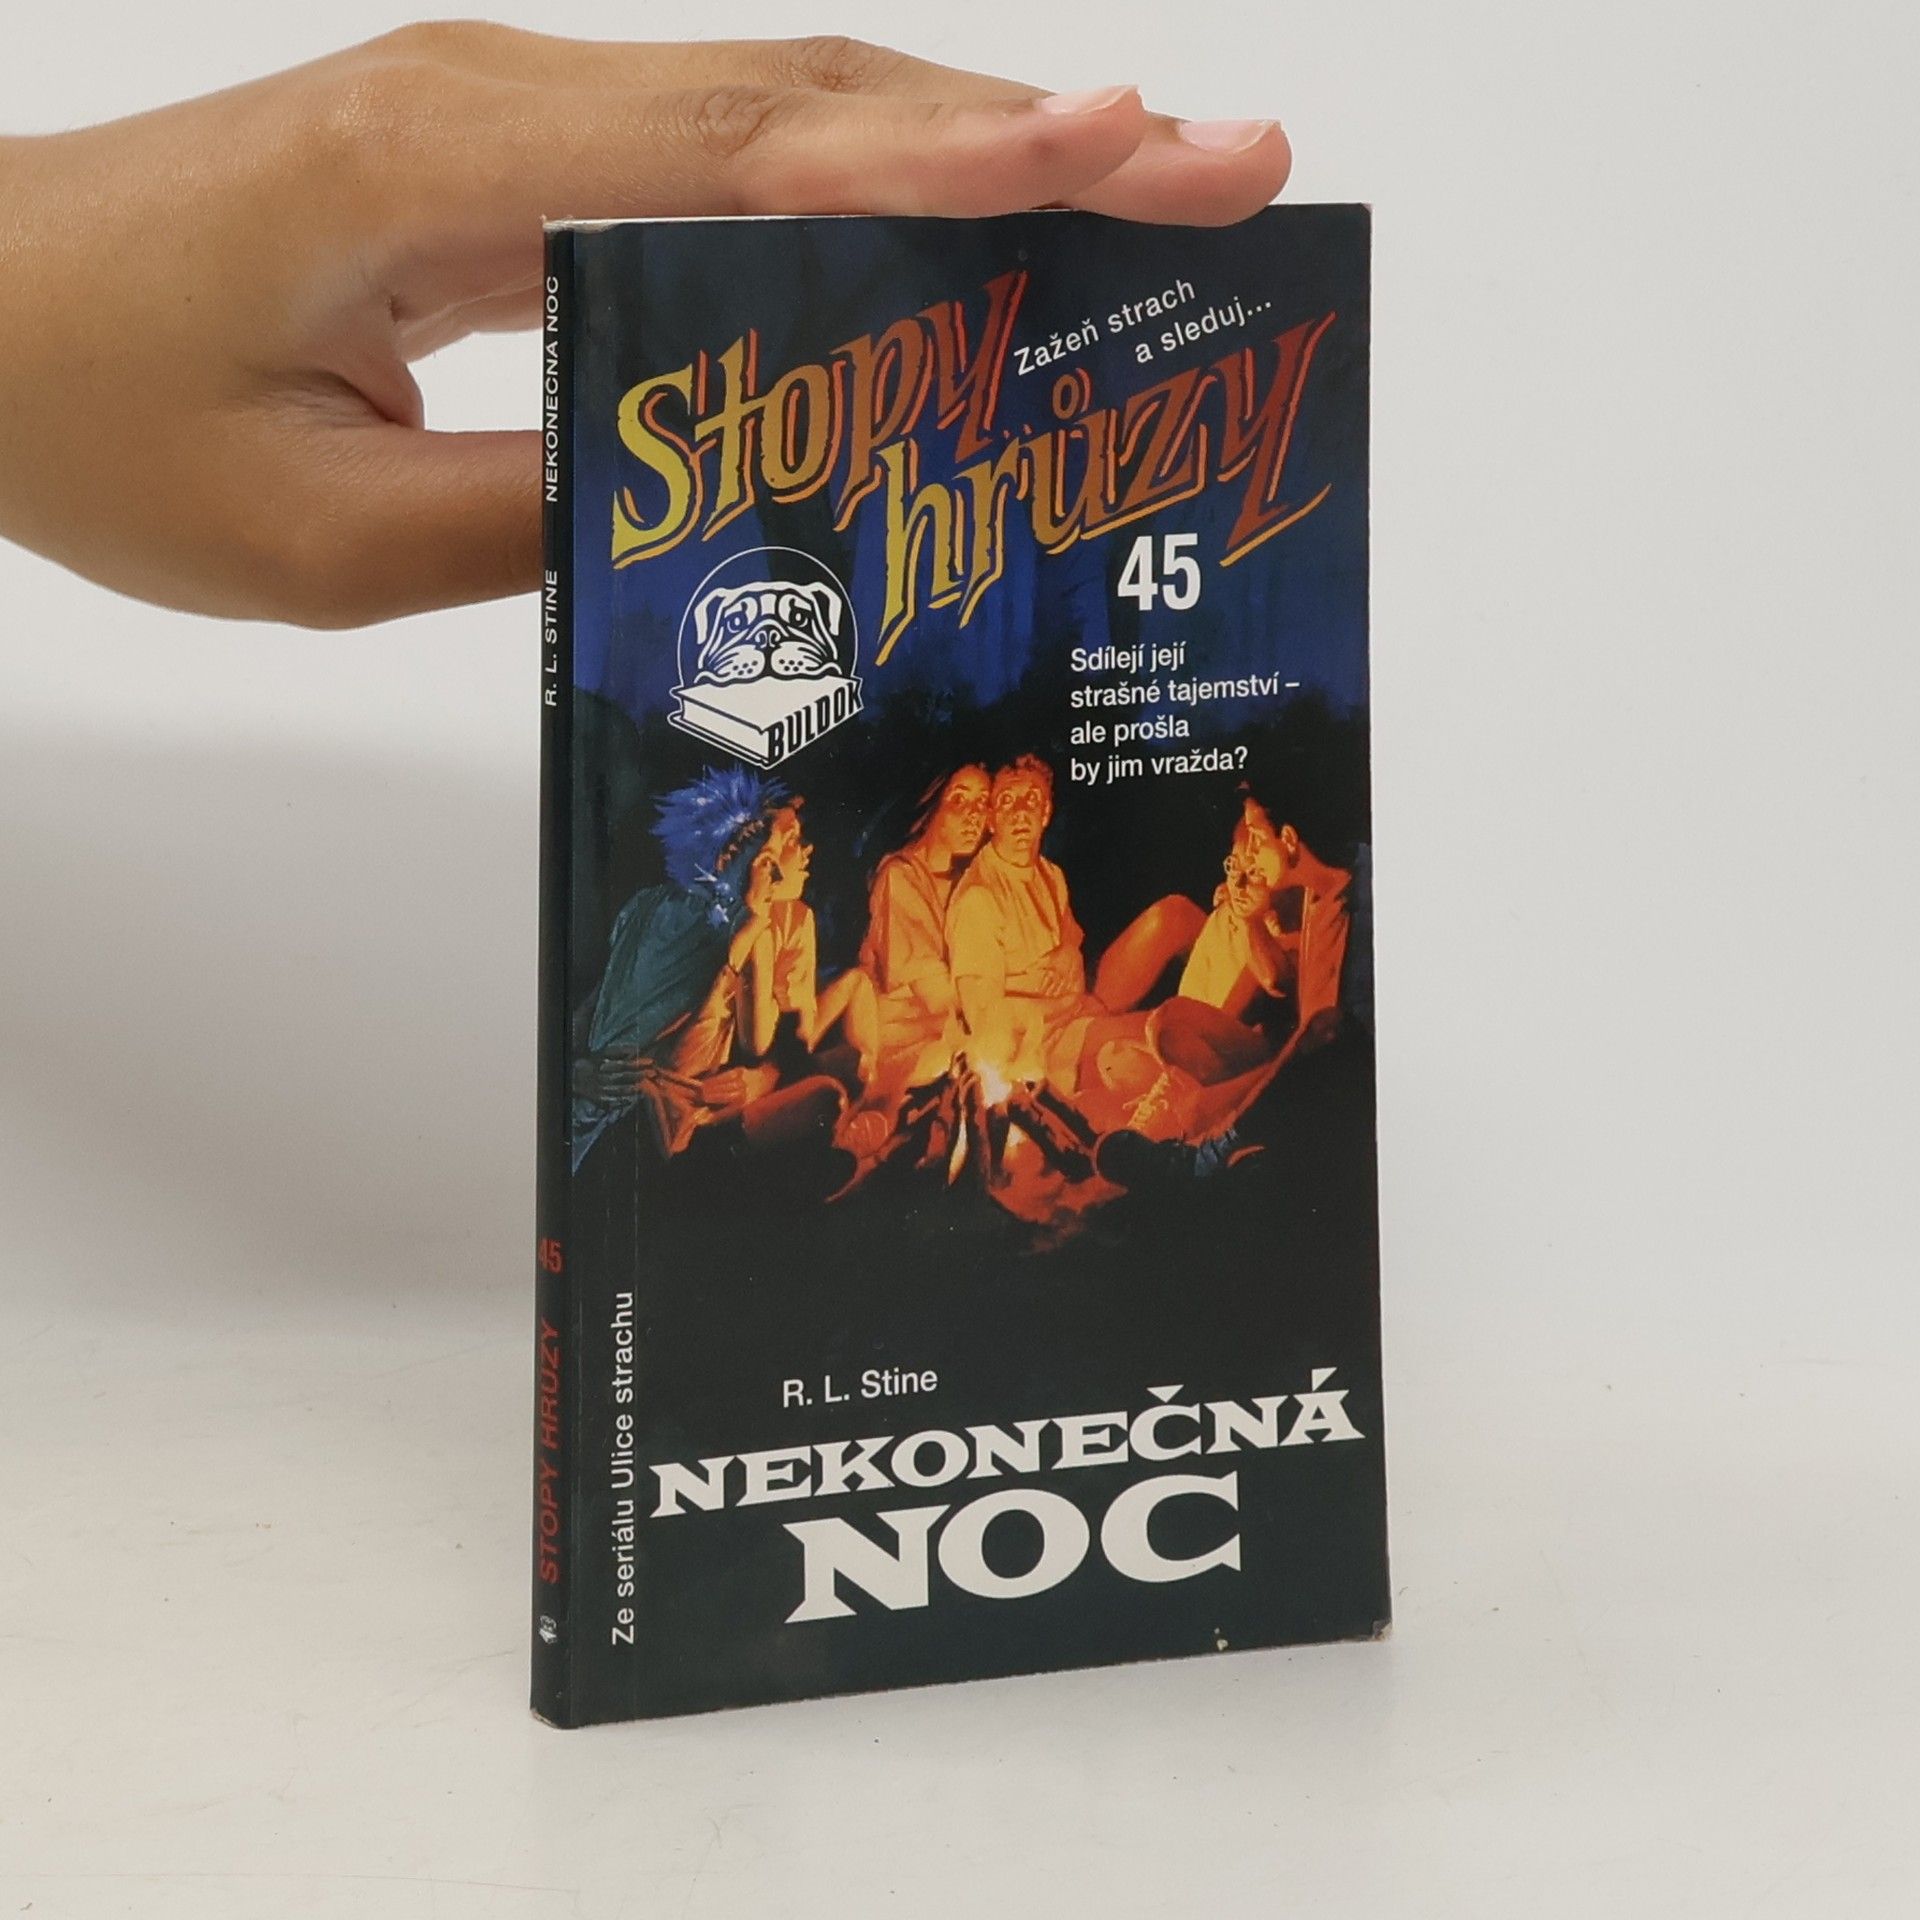 Zažeň strach
a sleduj...
Stopy
hrůzy
45
BULDOK
Sdílejí její
strašné tajemství –
ale prošla
by jim vražda?
R. L. Stine
NEKONEČNÁ
NOC
Ze seriálu Ulice strachu
R. L. STINE NEKONEČNÁ NOC
STOPY HRŮZY 45